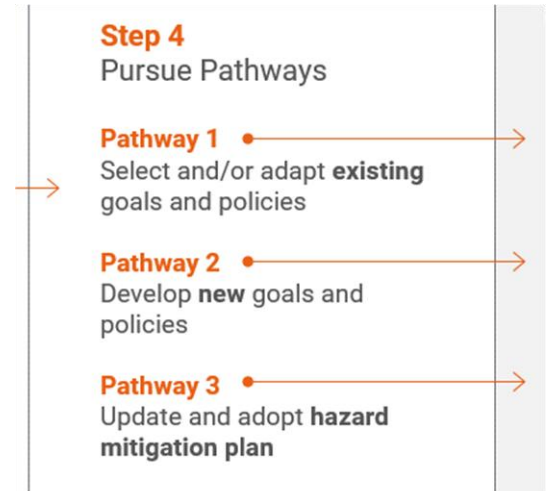 Step 4
Pursue Pathways
Pathway 1
Select and/or adapt existing
goals and policies
Pathway 2
Develop new goals and
policies
Pathway 3
Update and adopt hazard
mitigation plan